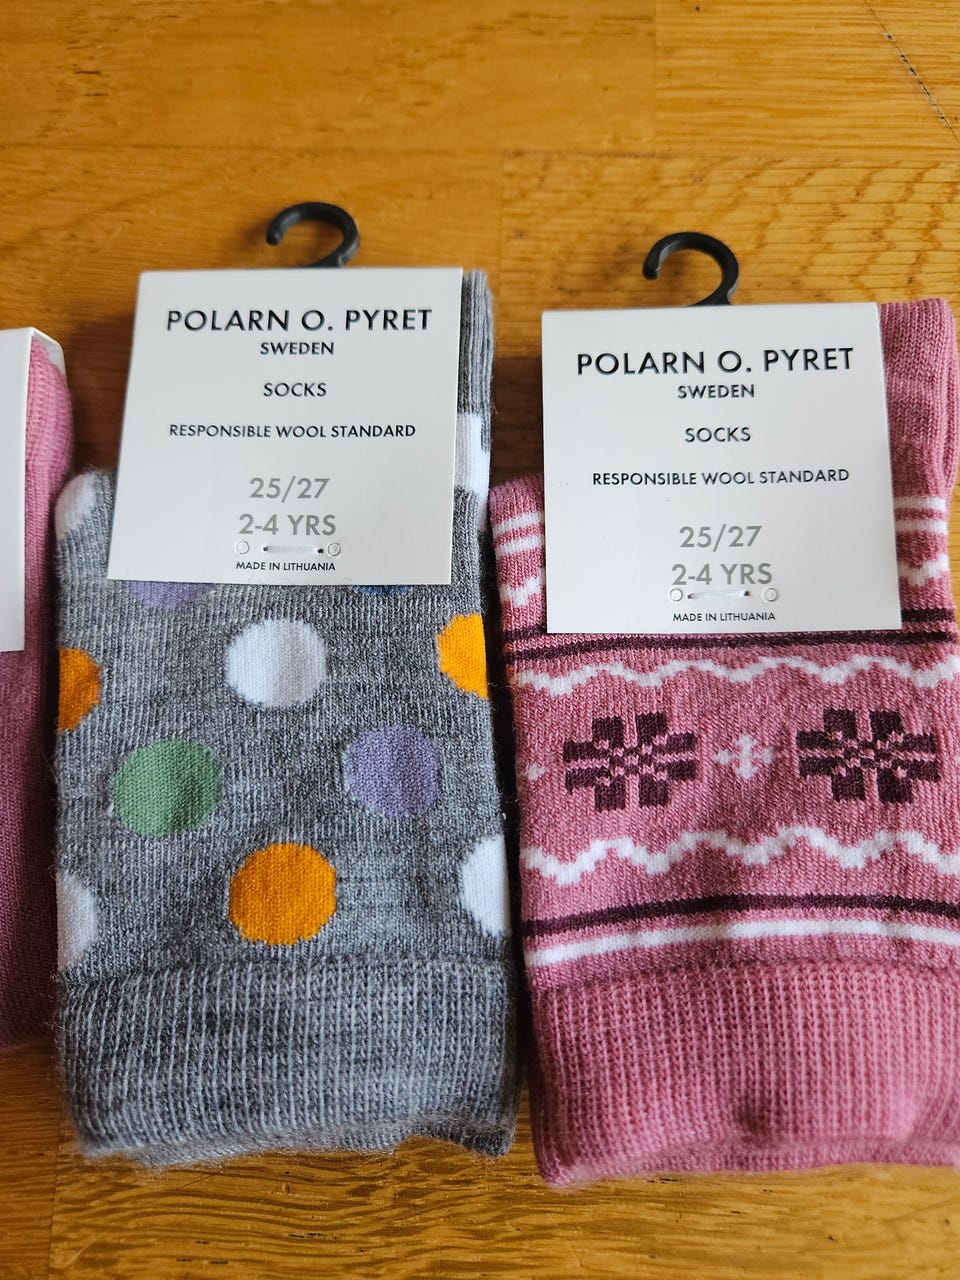 POLARN O. PYRET
SWEDEN
SOCKS
RESPONSIBLE WOOL STANDARD
25/27
2-4 YRS
MADE IN LITHUANIA
POLARN O. PYRET
SWEDEN
SOCKS
RESPONSIBLE WOOL STANDARD
25/27
2-4 YRS
MADE IN LITHUANIA